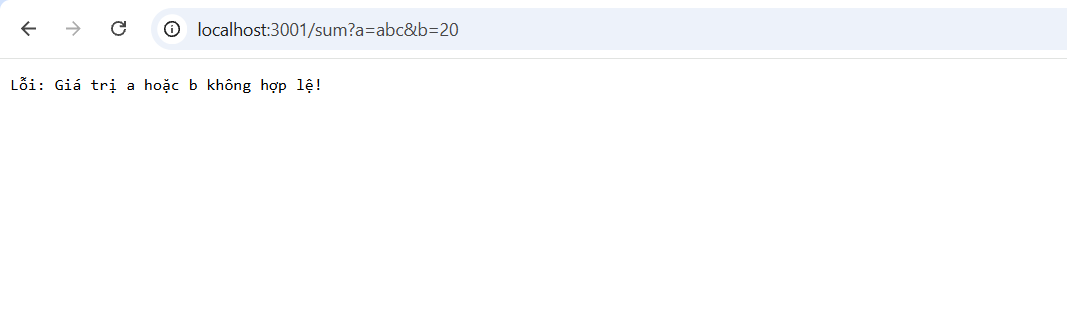 localhost:3001/sum?a=abc&b=20
Lỗi: Giá trị a hoặc b không hợp lệ!